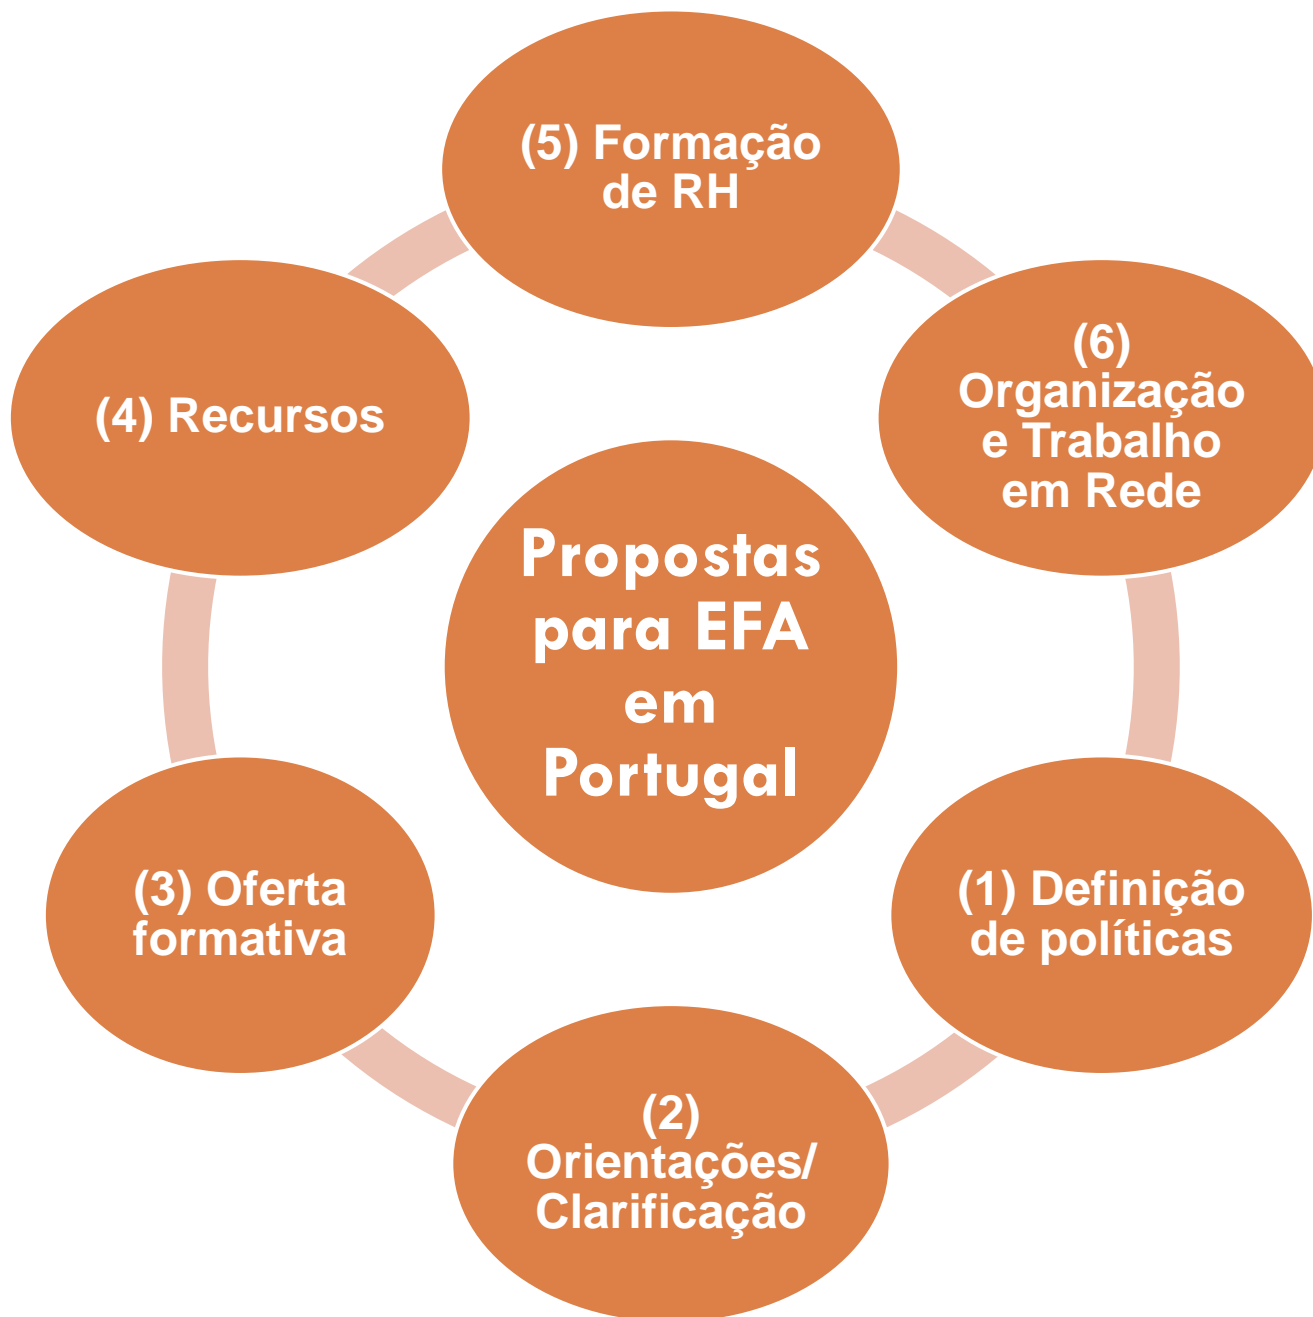 (5) Formação
de RH
(6)
Organização
e Trabalho
em Rede
(4) Recursos
Propostas
para EFA
em
Portugal
(3) Oferta
formativa
(1) Definição
de políticas
(2)
Orientações/
Clarificação